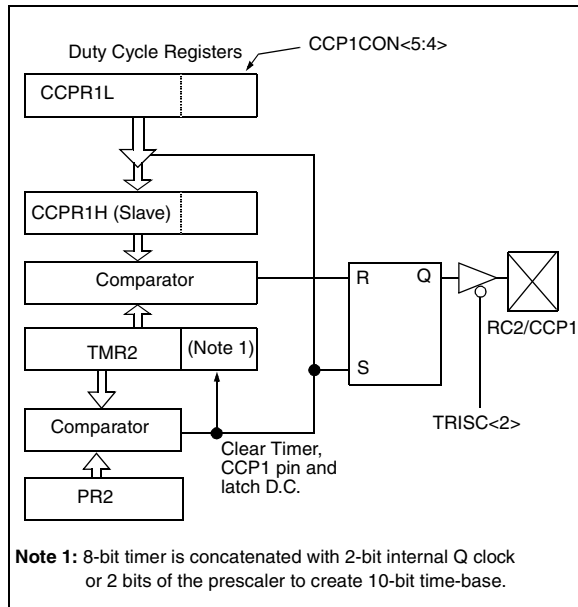 Duty Cycle Registers
CCP1CON<5:4>
CCPR1L
CCPR1H (Slave)
Comparator
R
Q
RC2/CCP1
TMR2
(Note 1)
S
TRISC<2>
Comparator
Clear Timer,
CCP1 pin and
latch D.C.
PR2
Note 1: 8-bit timer is concatenated with 2-bit internal Q clock
or 2 bits of the prescaler to create 10-bit time-base.